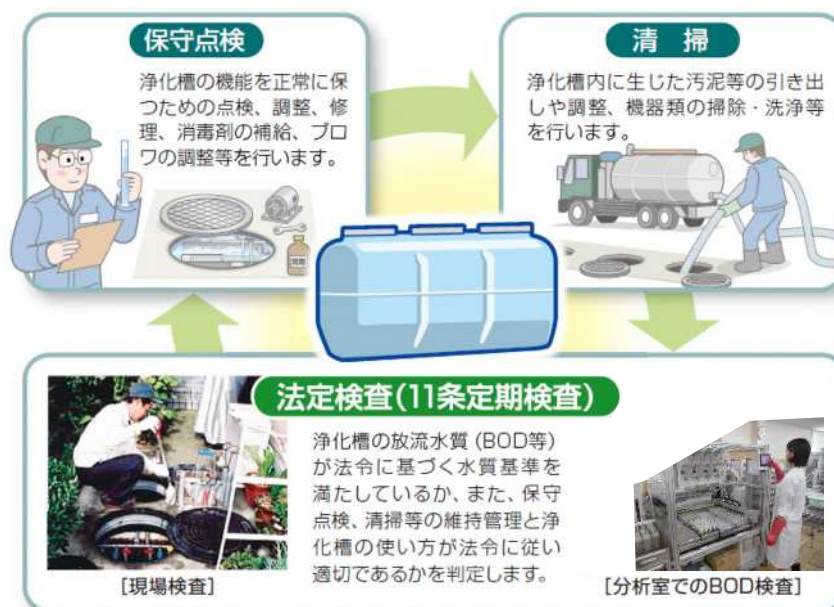 保守点検
浄化槽の機能を正常に保
つための点検、調整、修
理、消毒剤の補給、ブロ
ワの調整等を行います。
清 掃
浄化槽内に生じた汚泥等の引き出
しや調整、機器類の掃除・洗浄等
を行います。
法定検査(11条定期検査)
浄化槽の放流水質(BOD等)
が法令に基づく水質基準を
満たしているか、また、保守
点検、清掃等の維持管理と浄
化槽の使い方が法令に従い
適切であるかを判定します。
[現場検査]
[分析室でのBOD検査]